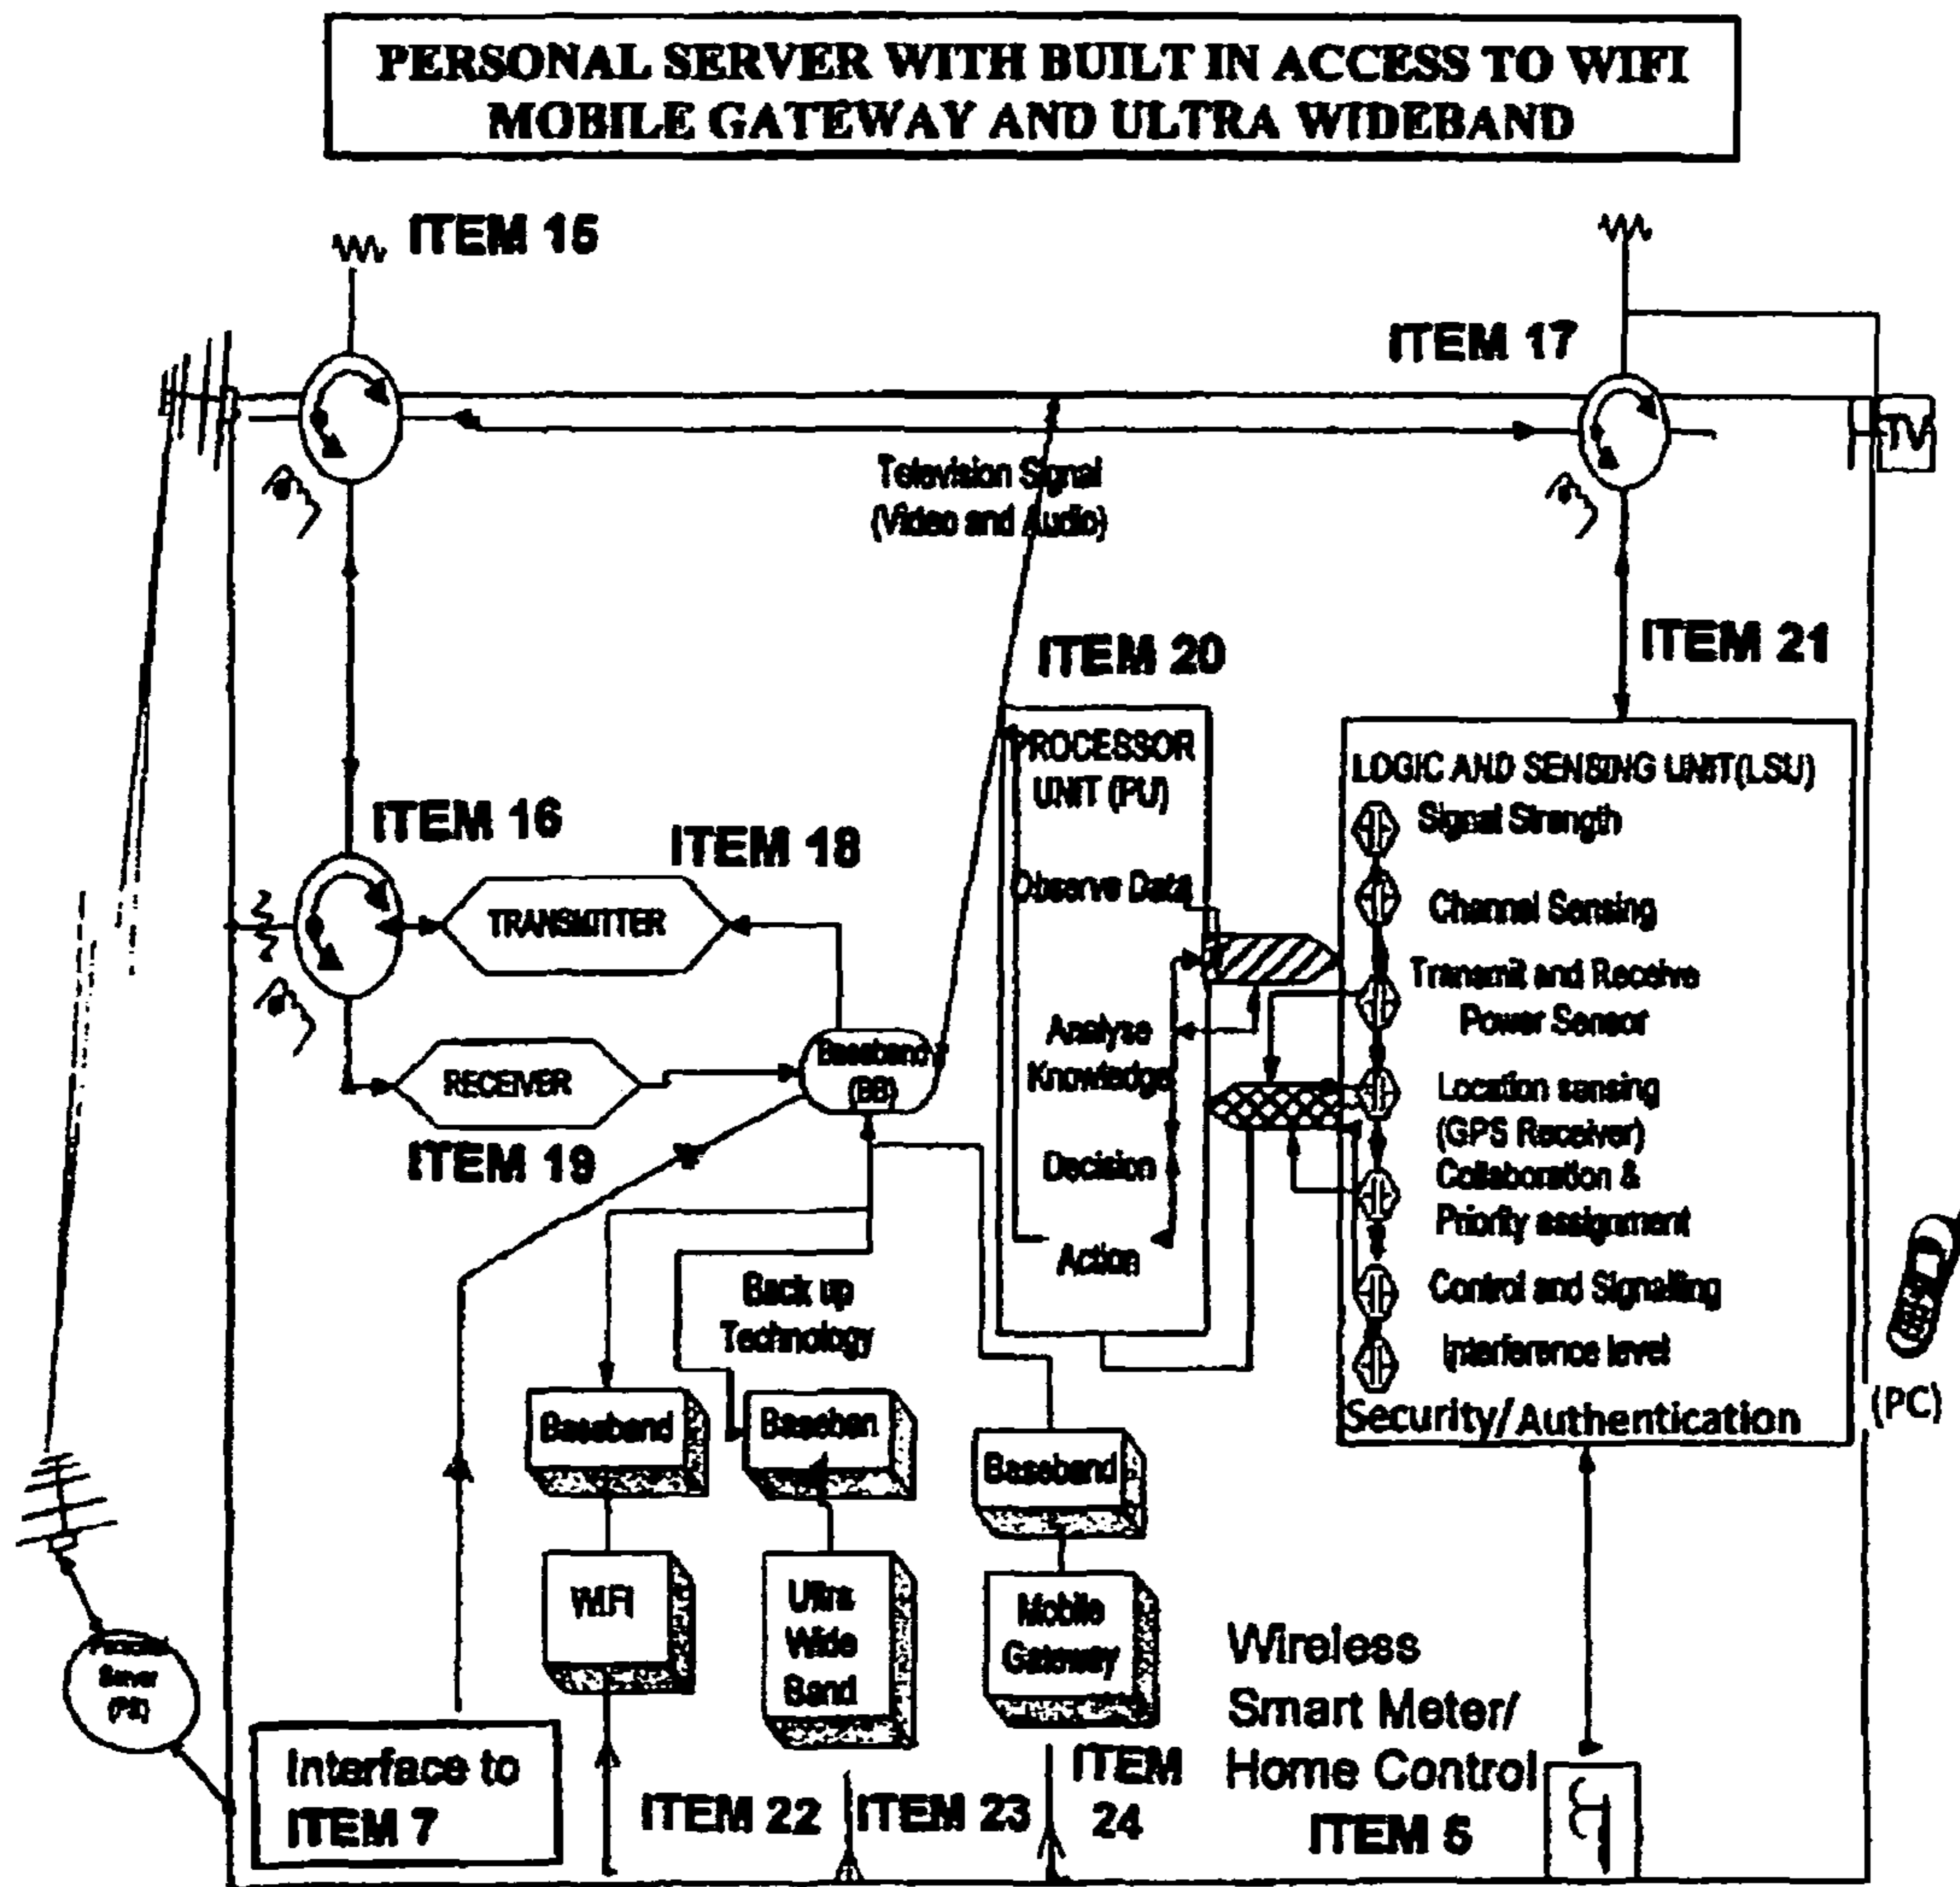 PERSONAL SERVER WITH BUILT IN ACCESS TO WIFI
MOBILE GATEWAY AND ULTRA WIDEBAND
ITEM 15
ITEM 17
TV
Television Signal
(Video and Audio)
ITEM 20
ITEM 21
PROCESSOR
UNIT (PU)
Observe Data
Analyse
Knowledge
Decision
Action
LOGIC AND SENSING UNIT(LSU)
Signal Strength
Channel Sensing
Transmit and Receive
Power Sensor
Location sensing
(GPS Receiver)
Collaboration &
Priority assignment
Control and Signalling
Interference level
Security/Authentication
(PC)
ITEM 16
ITEM 18
TRANSMITTER
RECEIVER
ITEM 19
Baseband
(BB)
Back up
Technology
Baseband
Baseban
Baseband
WIFI
Ultra
Wide
Band
Mobile
Gateway
Server
(PS)
Interface to
ITEM 7
ITEM 22
ITEM 23
ITEM
24
Wireless
Smart Meter/
Home Control
ITEM